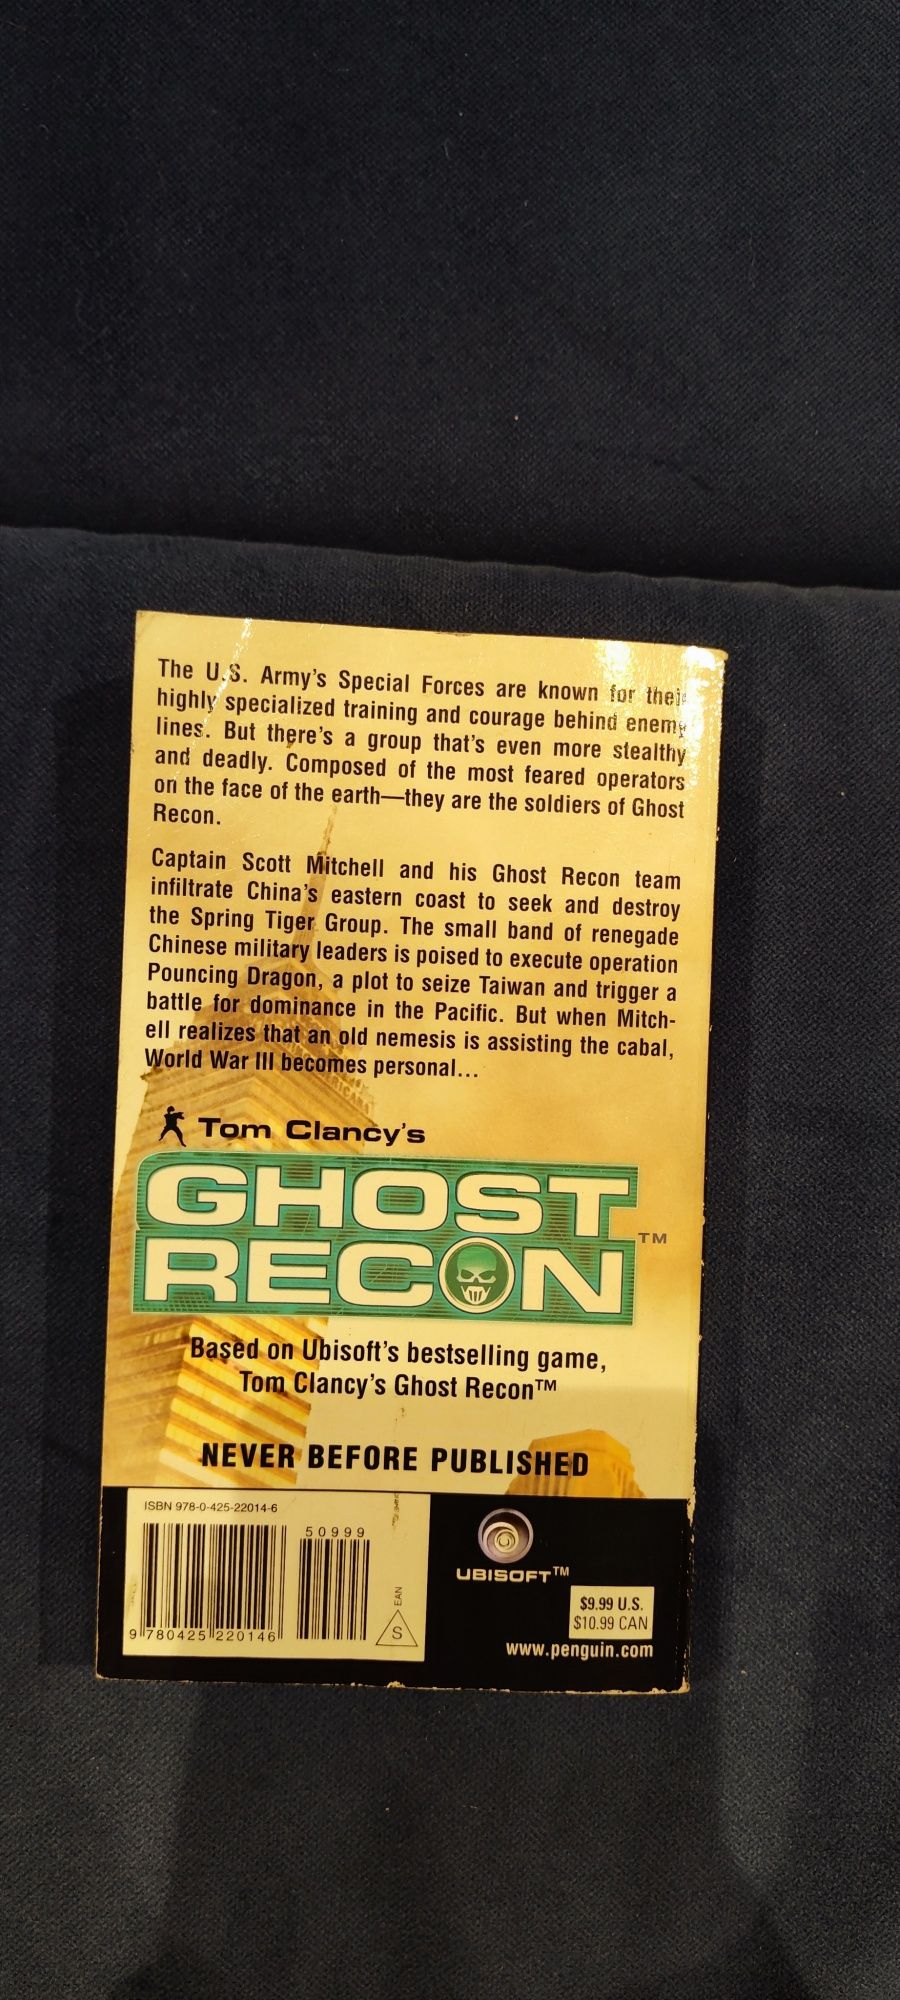 The U.S. Army's Special Forces are known for their
highly specialized training and courage behind enemy
lines. But there's a group that's even more stealthy
and deadly. Composed of the most feared operators
on the face of the earth—they are the soldiers of Ghost
Recon.
Captain Scott Mitchell and his Ghost Recon team
infiltrate China's eastern coast to seek and destroy
the Spring Tiger Group. The small band of renegade
Chinese military leaders is poised to execute operation
Pouncing Dragon, a plot to seize Taiwan and trigger a
battle for dominance in the Pacific. But when Mitch-
ell realizes that an old nemesis is assisting the cabal,
World War III becomes personal...
Tom Clancy's
GHOST
RECON™
Based on Ubisoft's bestselling game,
Tom Clancy's Ghost Recon™
NEVER BEFORE PUBLISHED
ISBN 978-0-425-22014-6
50999
9 780425 220146
EAN
S
UBISOFT™
$9.99 U.S.
$10.99 CAN
www.penguin.com